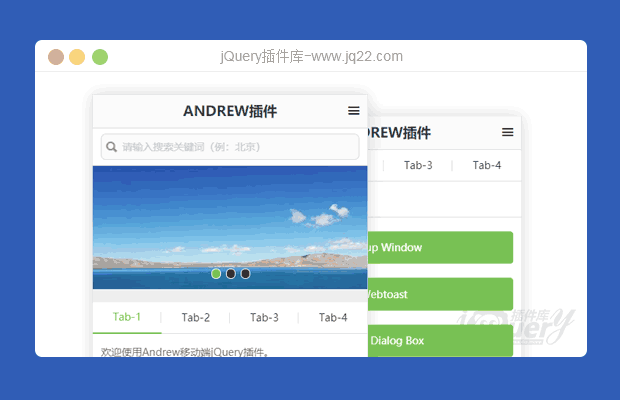 jQuery插件库-www.jq22.com
ANDREW插件
请输入搜索关键词（例：北京）
Tab-1 Tab-2 Tab-3 Tab-4
欢迎使用Andrew移动端jQuery插件。
DREW插件
Tab-3 Tab-4
up Window
Webtoast
Dialog Box
插件库
jQuery